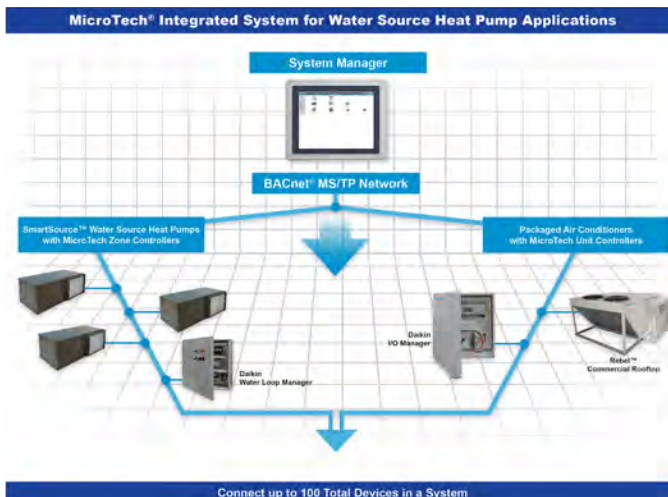 MicroTech® Integrated System for Water Source Heat Pump Applications
System Manager
BACnet® MS/TP Network
SmartSource™ Water Source Heat Pumps
with MicroTech Zone Controllers
Packaged Air Conditioners
with MicroTech Unit Controllers
Daikin
I/O Manager
Rebel™
Commercial Rooftop
Daikin
Water Loop Manager
Connect up to 100 Total Devices in a System